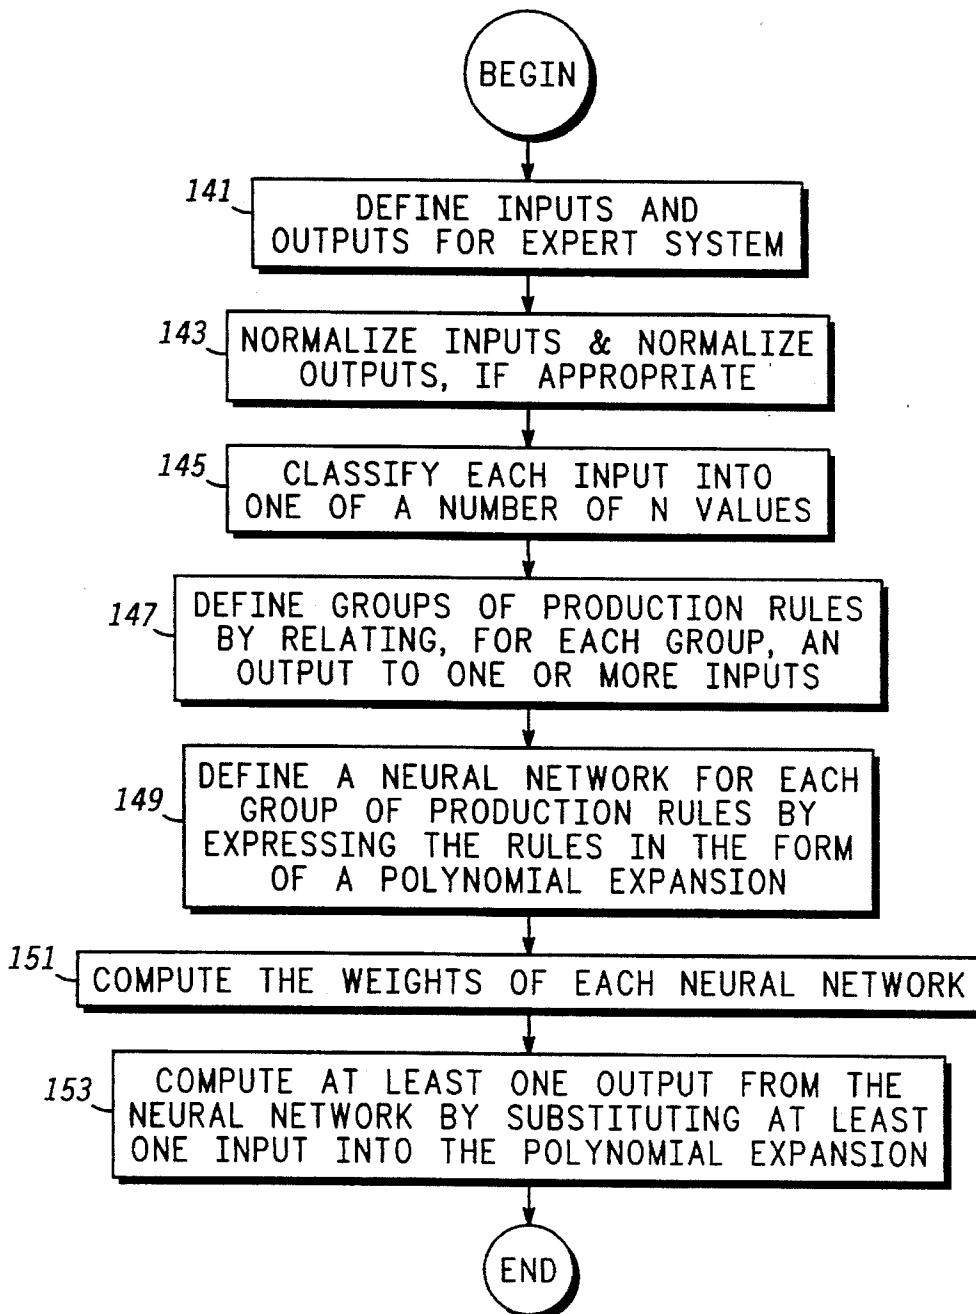 BEGIN
141
DEFINE INPUTS AND
OUTPUTS FOR EXPERT SYSTEM
143
NORMALIZE INPUTS & NORMALIZE
OUTPUTS, IF APPROPRIATE
145
CLASSIFY EACH INPUT INTO
ONE OF A NUMBER OF N VALUES
147
DEFINE GROUPS OF PRODUCTION RULES
BY RELATING, FOR EACH GROUP, AN
OUTPUT TO ONE OR MORE INPUTS
149
DEFINE A NEURAL NETWORK FOR EACH
GROUP OF PRODUCTION RULES BY
EXPRESSING THE RULES IN THE FORM
OF A POLYNOMIAL EXPANSION
151
COMPUTE THE WEIGHTS OF EACH NEURAL NETWORK
153
COMPUTE AT LEAST ONE OUTPUT FROM THE
NEURAL NETWORK BY SUBSTITUTING AT LEAST
ONE INPUT INTO THE POLYNOMIAL EXPANSION
END